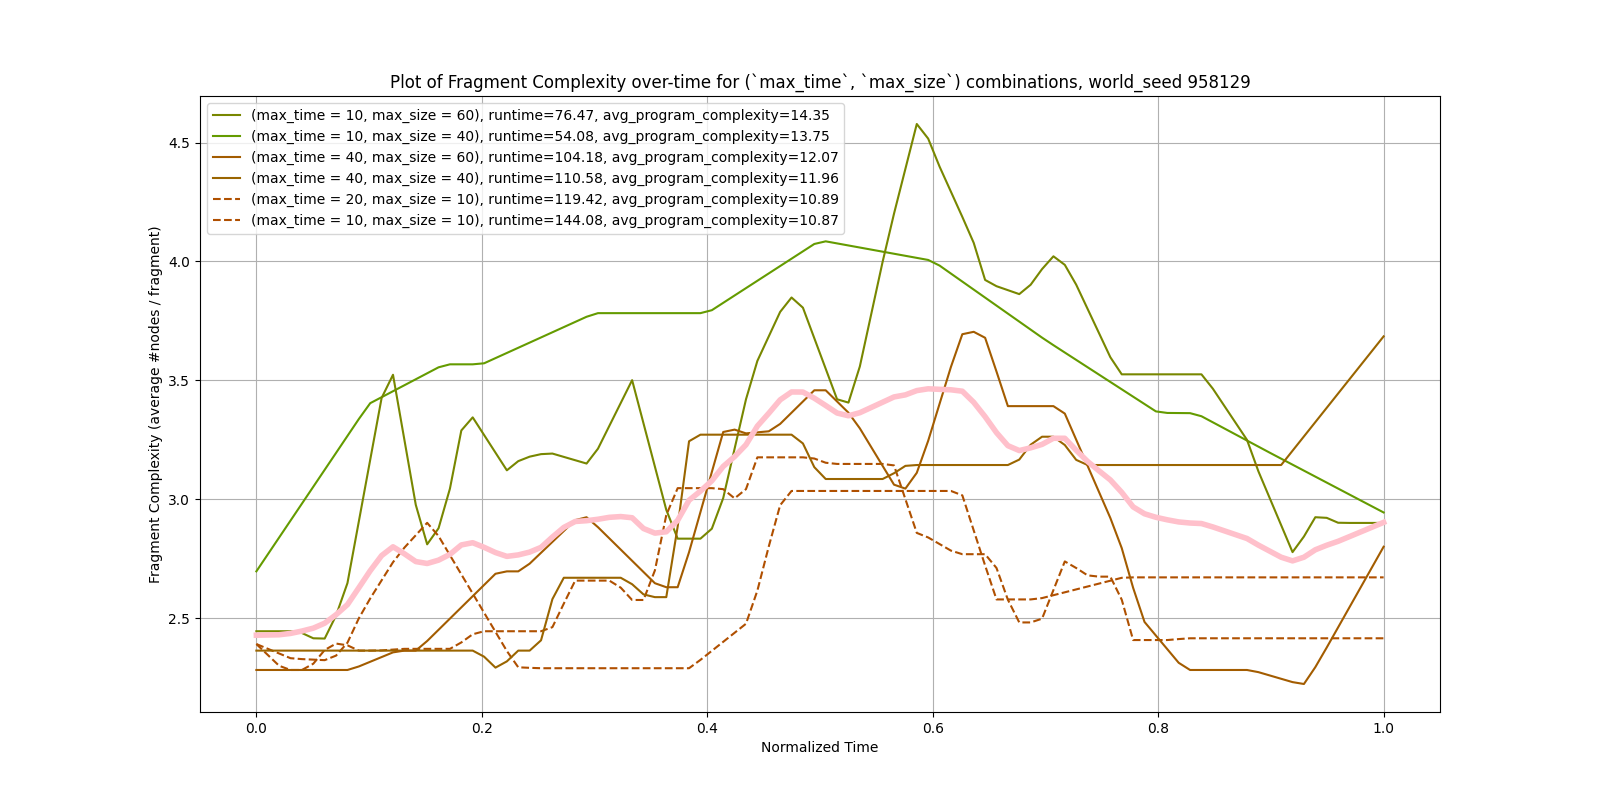 Plot of Fragment Complexity over-time for (`max_time`, `max_size`) combinations, world_seed 958129
(max_time = 10, max_size = 60), runtime=76.47, avg_program_complexity=14.35
(max_time = 10, max_size = 40), runtime=54.08, avg_program_complexity=13.75
(max_time = 40, max_size = 60), runtime=104.18, avg_program_complexity=12.07
(max_time = 40, max_size = 40), runtime=110.58, avg_program_complexity=11.96
(max_time = 20, max_size = 10), runtime=119.42, avg_program_complexity=10.89
(max_time = 10, max_size = 10), runtime=144.08, avg_program_complexity=10.87
Fragment Complexity (average #nodes / fragment)
4.5
4.0
3.5
3.0
2.5
0.0 0.2 0.4 0.6 0.8 1.0
Normalized Time